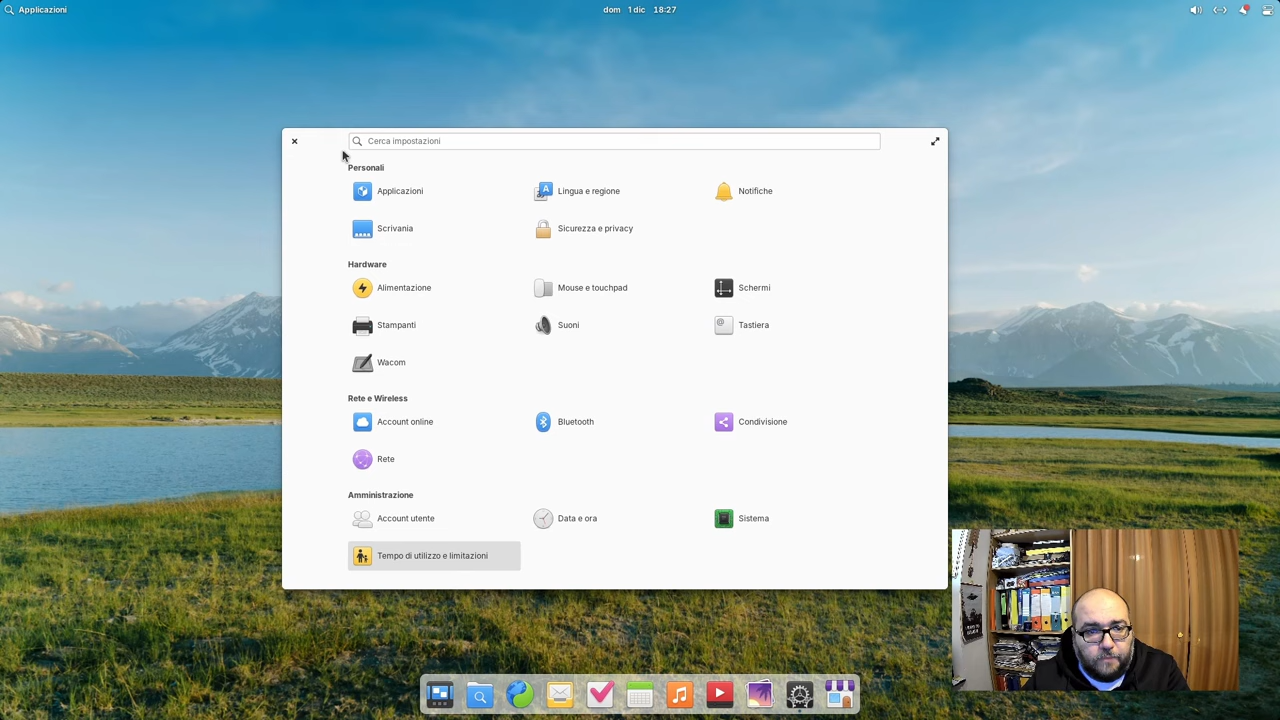 Applicazioni
dom 1 dic 18:27
Cerca impostazioni
Personali
Applicazioni
Lingua e regione
Notifiche
Scrivania
Sicurezza e privacy
Hardware
Alimentazione
Mouse e touchpad
Schermi
Stampanti
Suoni
Tastiera
Wacom
Rete e Wireless
Account online
Bluetooth
Condivisione
Rete
Amministrazione
Account utente
Data e ora
Sistema
Tempo di utilizzo e limitazioni